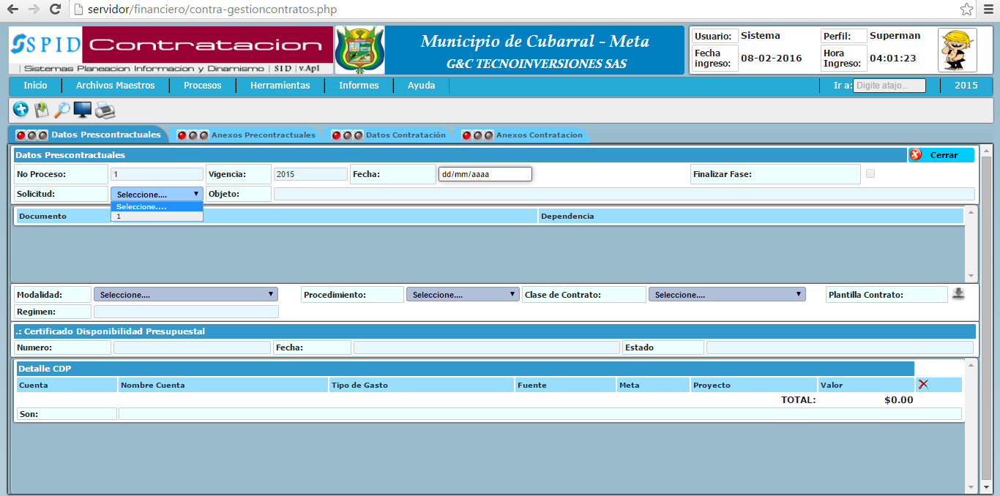 servidor/financiero/contra-gestioncontratos.php
SPID Contratacion
| Sistemas Planeacion Informacion y Dinamismo | SID | v.Ap1
Municipio de Cubarral - Meta
G&C TECNOINVERSIONES SAS
Usuario: Sistema Perfil: Superman
Fecha ingreso: 08-02-2016 Hora Ingreso: 04:01:23
Inicio Archivos Maestros Procesos Herramientas Informes Ayuda Ir a: Digite atajo... 2015
Datos Prescontractuales Anexos Precontractuales Datos Contratación Anexos Contratacion
Datos Prescontractuales Cerrar
No Proceso: 1 Vigencia: 2015 Fecha: dd/mm/aaaa Finalizar Fase:
Solicitud: Seleccione.... Objeto:
Seleccione....
1
Documento Dependencia
Modalidad: Seleccione.... Procedimiento: Seleccione.... Clase de Contrato: Seleccione.... Plantilla Contrato:
Regimen:
.: Certificado Disponibilidad Presupuestal
Numero: Fecha: Estado
Detalle CDP
Cuenta Nombre Cuenta Tipo de Gasto Fuente Meta Proyecto Valor
TOTAL: $0.00
Son: